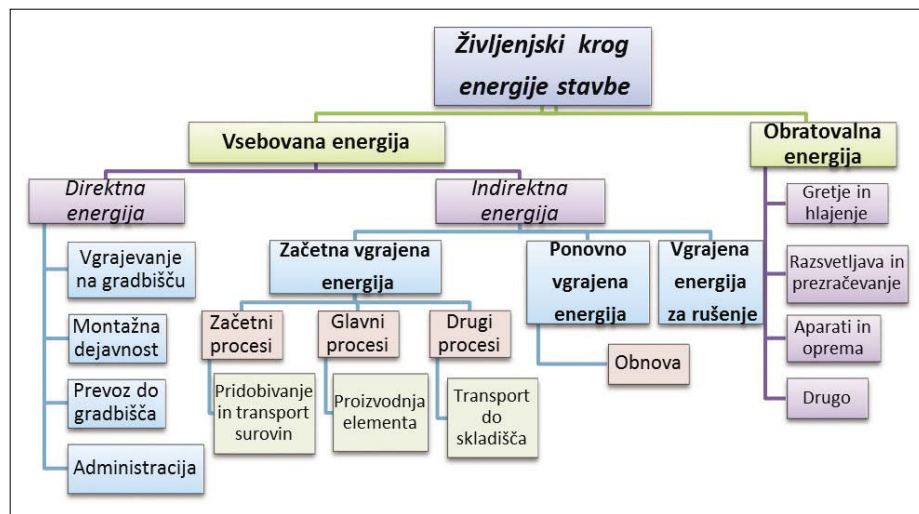 Življenjski krog
energije stavbe
Vsebovana energija
Obratovalna
energija
Direktna
energija
Indirektna
energija
Gretje in
hlajenje
Vgrajevanje
na gradbišču
Začetna vgrajena
energija
Ponovno
vgrajena
energija
Vgrajena
energija
za rušenje
Razsvetljava in
prezračevanje
Montažna
dejavnost
Začetni
procesi
Glavni
procesi
Drugi
procesi
Aparati in
oprema
Obnova
Prevoz do
gradbišča
Pridobivanje
in transport
surovin
Proizvodnja
elementa
Transport
do
skladišča
Drugo
Administracija